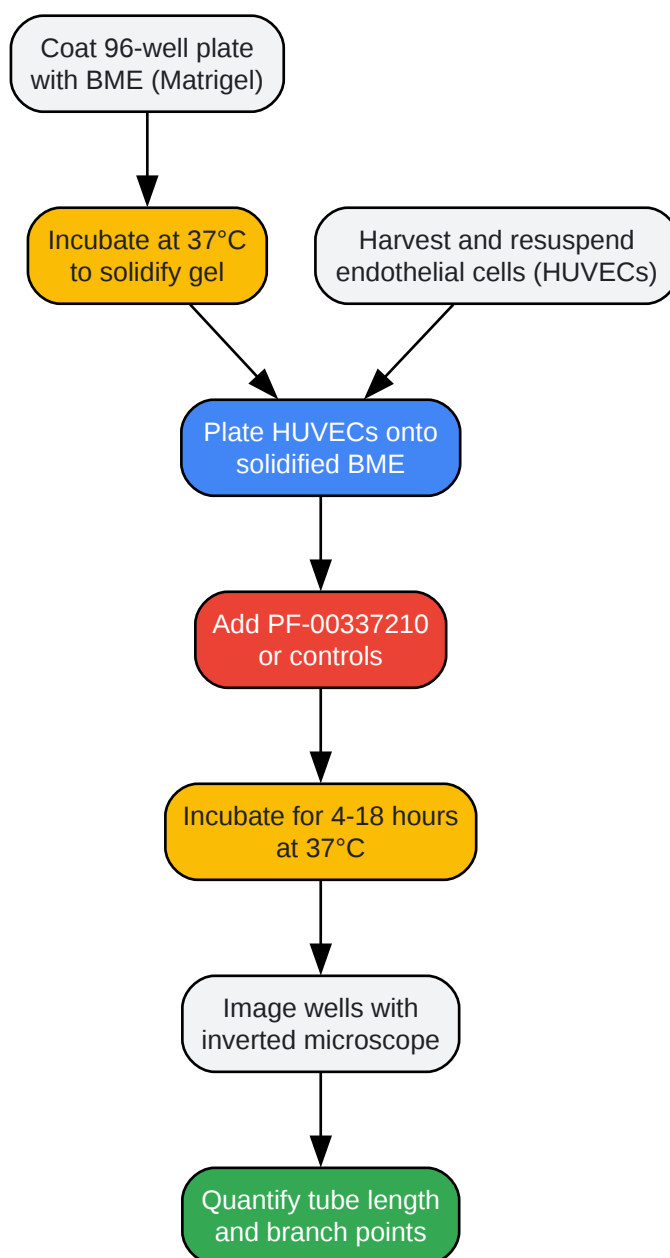 Coat 96-well plate
with BME (Matrigel)
Incubate at 37°C
to solidify gel
Harvest and resuspend
endothelial cells (HUVECs)
Plate HUVECs onto
solidified BME
Add PF-00337210
or controls
Incubate for 4-18 hours
at 37°C
Image wells with
inverted microscope
Quantify tube length
and branch points